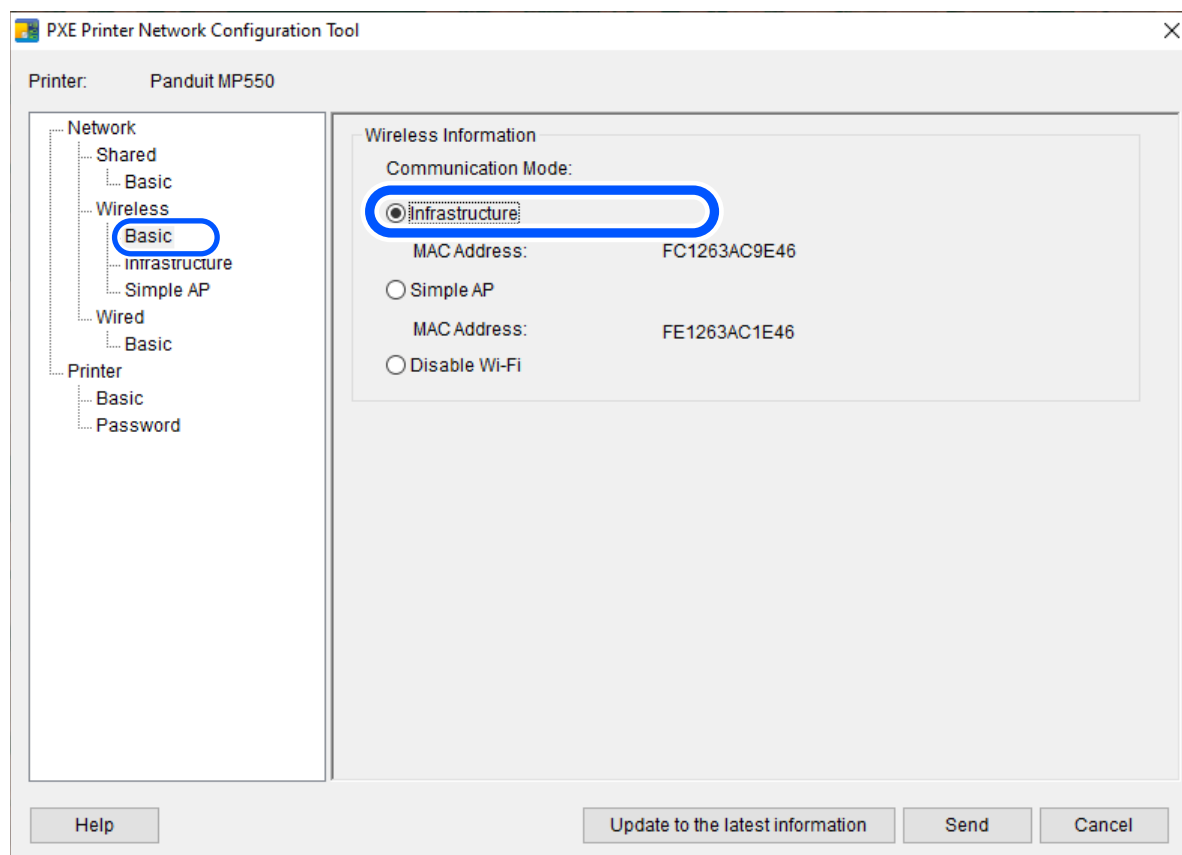 PXE Printer Network Configuration Tool
Printer: Panduit MP550
Network
Shared
Basic
Wireless
Basic
Infrastructure
Simple AP
Wired
Basic
Printer
Basic
Password
Wireless Information
Communication Mode:
Infrastructure
MAC Address: FC1263AC9E46
Simple AP
MAC Address: FE1263AC1E46
Disable Wi-Fi
Help Update to the latest information Send Cancel